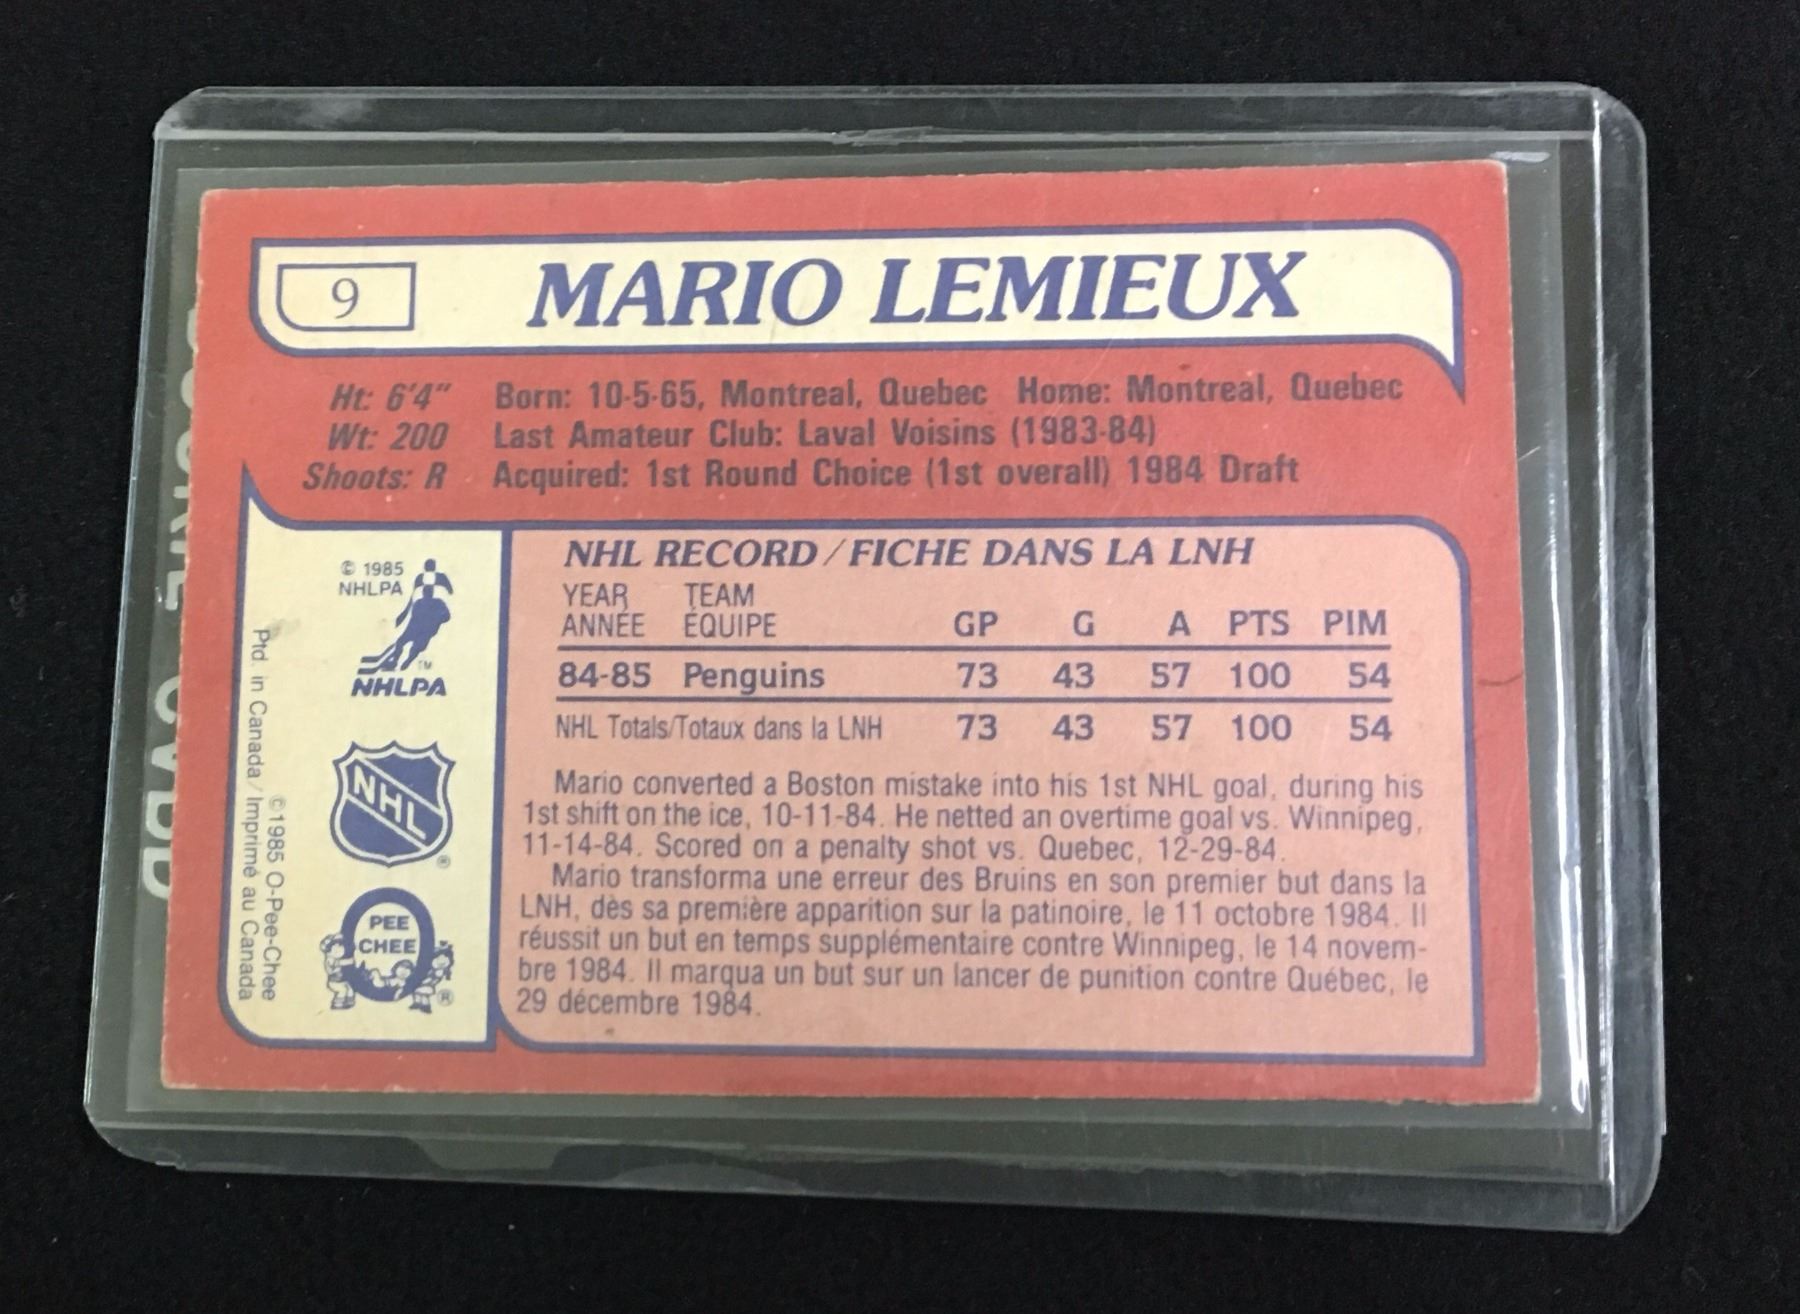 9
MARIO LEMIEUX
Ht: 6'4" Born: 10-5-65, Montreal, Quebec Home: Montreal, Quebec
Wt: 200 Last Amateur Club: Laval Voisins (1983-84)
Shoots: R Acquired: 1st Round Choice (1st overall) 1984 Draft
© 1985
NHLPA
TM
NHLPA
NHL
®
PEE
CHEE
®
©1985 O-Pee-Chee
Ptd. in Canada/Imprimé au Canada
NHL RECORD/FICHE DANS LA LNH
YEAR TEAM
ANNÉE ÉQUIPE GP G A PTS PIM
84-85 Penguins 73 43 57 100 54
NHL Totals/Totaux dans la LNH 73 43 57 100 54
Mario converted a Boston mistake into his 1st NHL goal, during his
1st shift on the ice, 10-11-84. He netted an overtime goal vs. Winnipeg,
11-14-84. Scored on a penalty shot vs. Quebec, 12-29-84.
Mario transforma une erreur des Bruins en son premier but dans la
LNH, dès sa première apparition sur la patinoire, le 11 octobre 1984. Il
réussit un but en temps supplémentaire contre Winnipeg, le 14 novem-
bre 1984. Il marqua un but sur un lancer de punition contre Québec, le
29 décembre 1984.